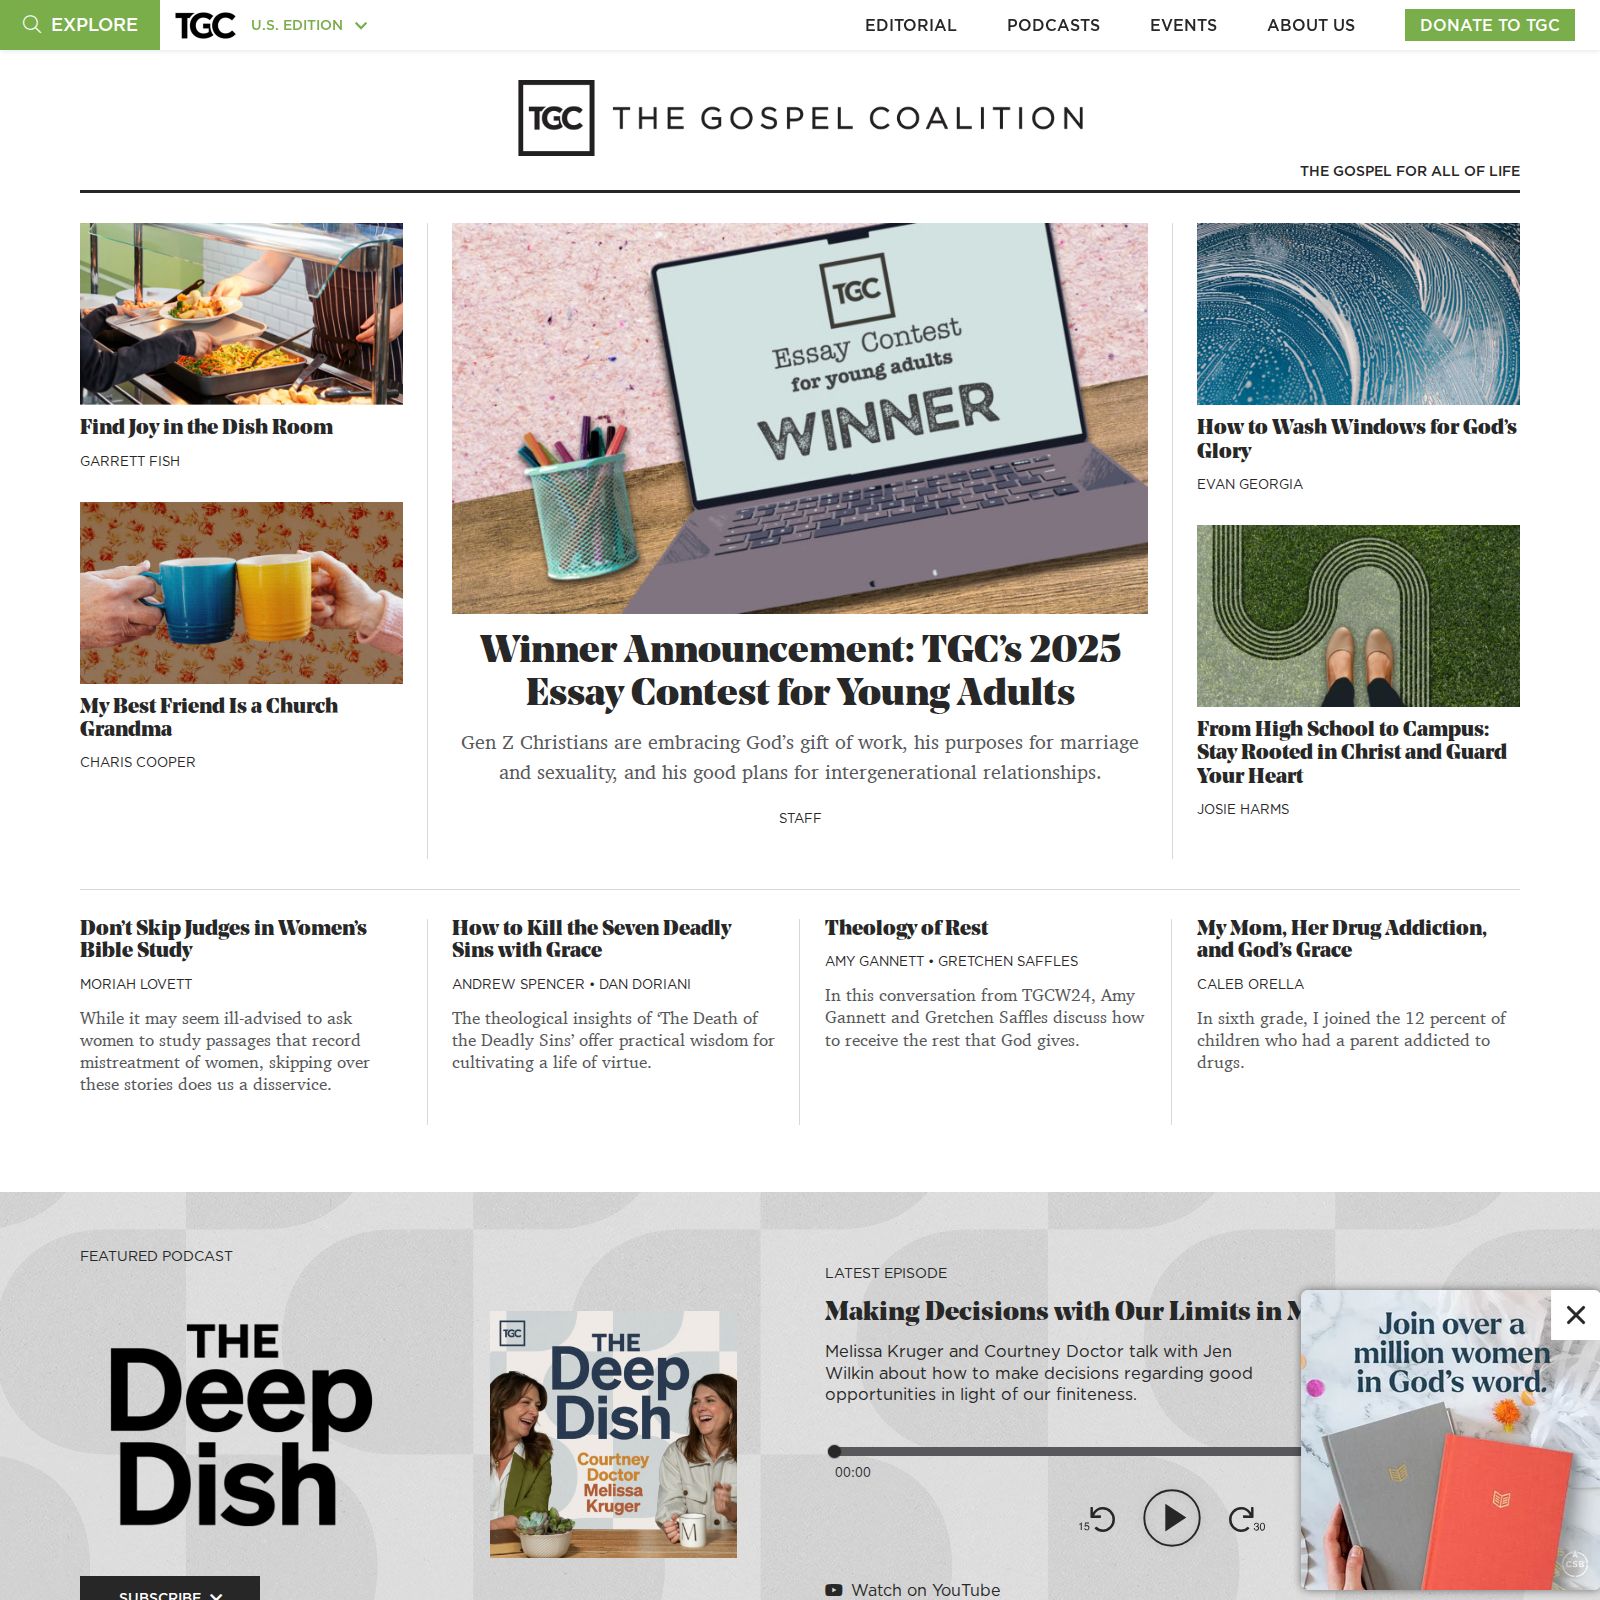 EXPLORE
TGC
U.S. EDITION
EDITORIAL
PODCASTS
EVENTS
ABOUT US
DONATE TO TGC
TGC
THE GOSPEL COALITION
THE GOSPEL FOR ALL OF LIFE
Find Joy in the Dish Room
GARRETT FISH
My Best Friend Is a Church
Grandma
CHARIS COOPER
TGC
Essay Contest
for young adults
WINNER
Winner Announcement: TGC’s 2025
Essay Contest for Young Adults
Gen Z Christians are embracing God’s gift of work, his purposes for marriage
and sexuality, and his good plans for intergenerational relationships.
STAFF
How to Wash Windows for God’s
Glory
EVAN GEORGIA
From High School to Campus:
Stay Rooted in Christ and Guard
Your Heart
JOSIE HARMS
Don’t Skip Judges in Women’s
Bible Study
MORIAH LOVETT
While it may seem ill-advised to ask
women to study passages that record
mistreatment of women, skipping over
these stories does us a disservice.
How to Kill the Seven Deadly
Sins with Grace
ANDREW SPENCER • DAN DORIANI
The theological insights of ‘The Death of
the Deadly Sins’ offer practical wisdom for
cultivating a life of virtue.
Theology of Rest
AMY GANNETT • GRETCHEN SAFFLES
In this conversation from TGCW24, Amy
Gannett and Gretchen Saffles discuss how
to receive the rest that God gives.
My Mom, Her Drug Addiction,
and God’s Grace
CALEB ORELLA
In sixth grade, I joined the 12 percent of
children who had a parent addicted to
drugs.
FEATURED PODCAST
THE
Deep
Dish
SUBSCRIBE
TGC
THE
Deep
Dish
Courtney
Doctor
Melissa
Kruger
M
LATEST EPISODE
Making Decisions with Our Limits in M
Melissa Kruger and Courtney Doctor talk with Jen
Wilkin about how to make decisions regarding good
opportunities in light of our finiteness.
00:00
15
30
Watch on YouTube
Join over a
million women
in God’s word.
CSB